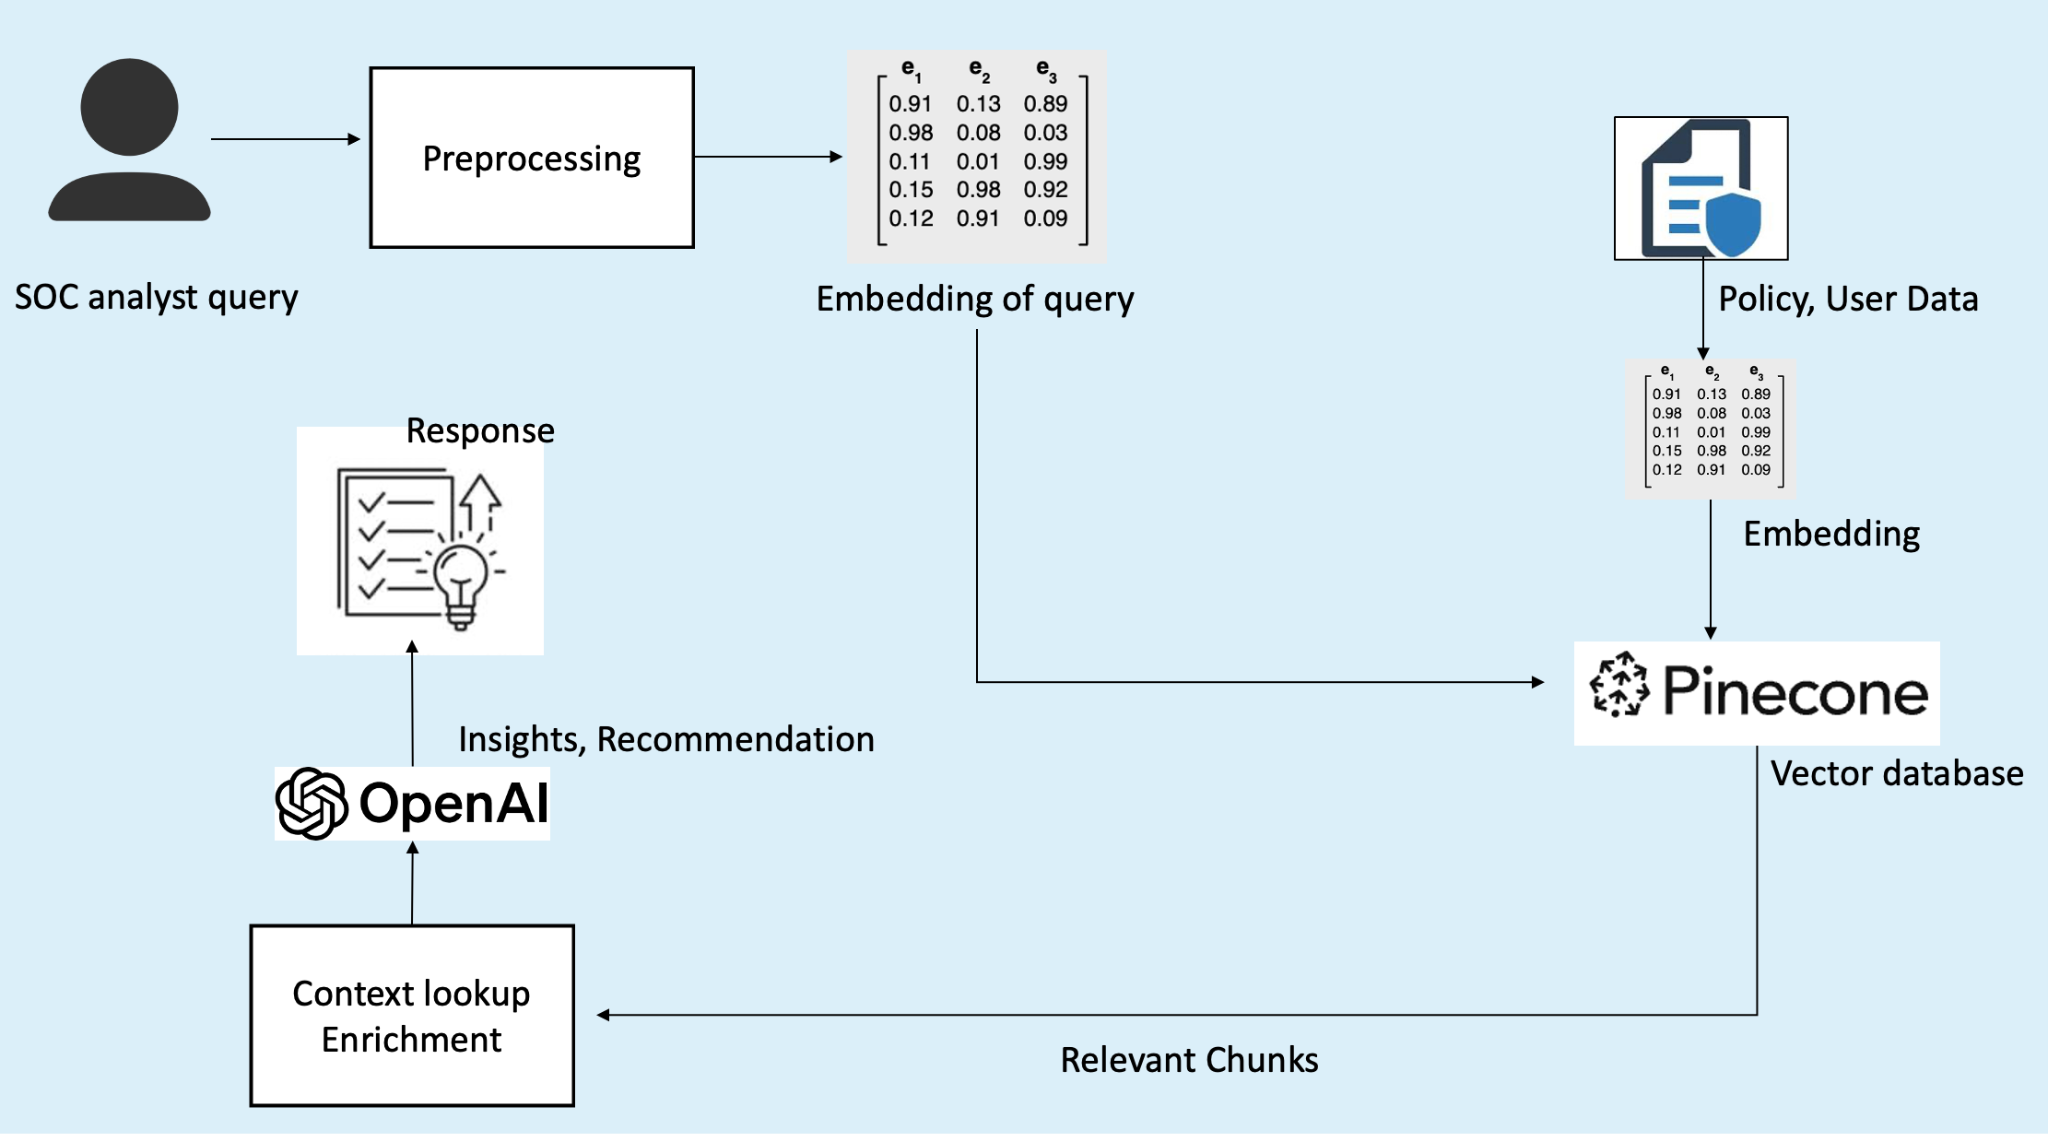 e1 e2 e3
0.91 0.13 0.89
0.98 0.08 0.03
0.11 0.01 0.99
0.15 0.98 0.92
0.12 0.91 0.09
Preprocessing
SOC analyst query
Embedding of query
Policy, User Data
e1 e2 e3
0.91 0.13 0.89
0.98 0.08 0.03
0.11 0.01 0.99
0.15 0.98 0.92
0.12 0.91 0.09
Response
Embedding
Pinecone
Insights, Recommendation
Vector database
OpenAI
Context lookup
Enrichment
Relevant Chunks